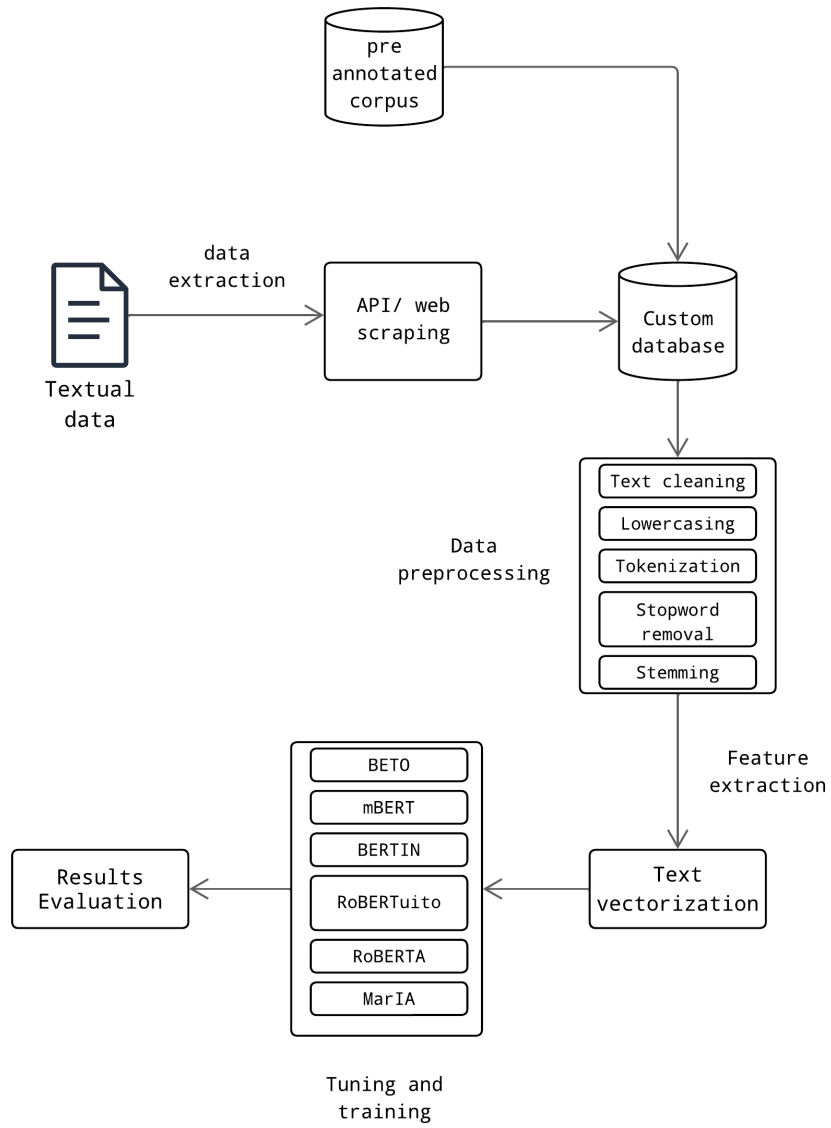 pre
annotated
corpus
data
extraction
API/ web
scraping
Custom
database
Textual
data
Text cleaning
Lowercasing
Tokenization
Stopword
removal
Stemming
Data
preprocessing
Feature
extraction
BETO
mBERT
BERTIN
RoBERTuito
RoBERTA
MarIA
Text
vectorization
Results
Evaluation
Tuning and
training